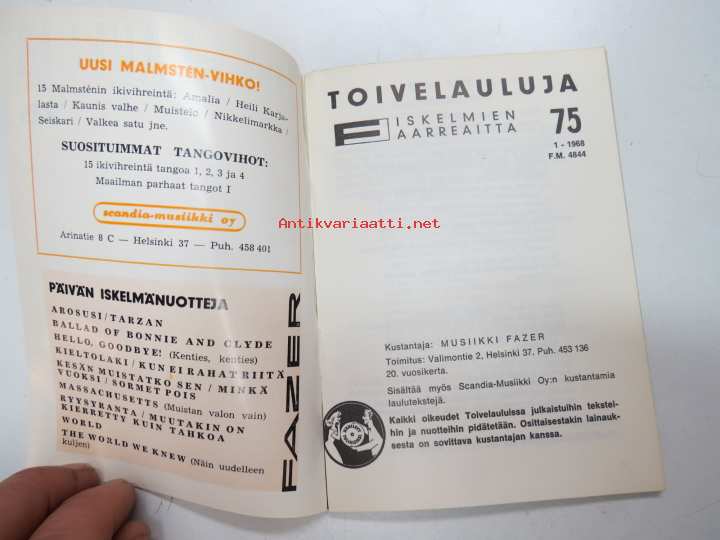 UUSI MALMSTÉN-VIHKO!
15 Malmsténin ikivihreintä: Amalia / Heili Karja-
lasta / Kaunis valhe / Muistelo / Nikkelimarkka /
Seiskari / Valkea satu jne.
SUOSITUIMMAT TANGOVIHOT:
15 ikivihreintä tangoa 1, 2, 3 ja 4
Maailman parhaat tangot I
scandia-musiikki oy
Arinatie 8 C — Helsinki 37 — Puh. 458 401
PÄIVÄN ISKELMÄNUOTTEJA
AROSUSI / TARZAN
BALLAD OF BONNIE AND CLYDE
HELLO, GOODBYE! (Kenties, kenties)
KIELTOLAKI / KUN EI RAHAT RIITÄ
KESÄN MUISTATKO SEN / MINKÄ
VUOKSI / SORMET POIS
MASSACHUSETTS (Muistan valon vain)
RYYSYRANTA / MUUTAKIN ON
KIERRETTY KUIN TAHKOA
WORLD
THE WORLD WE KNEW (Näin uudelleen
kuljen)
FAZER
TOIVELAULUJA
ISKELMIEN
AARREAITTA
75
1 - 1968
F.M. 4844
Antikvariaatti.net
Kustantaja: MUSIIKKI FAZER
Toimitus: Valimontie 2, Helsinki 37. Puh. 453 136
20. vuosikerta.
Sisältää myös Scandia-Musiikki Oy:n kustantamia
laulutekstejä.
Kaikki oikeudet Toivelauluissa julkaistuihin tekstei-
hin ja nuotteihin pidätetään. Osittaisestakin lainauk-
sesta on sovittava kustantajan kanssa.